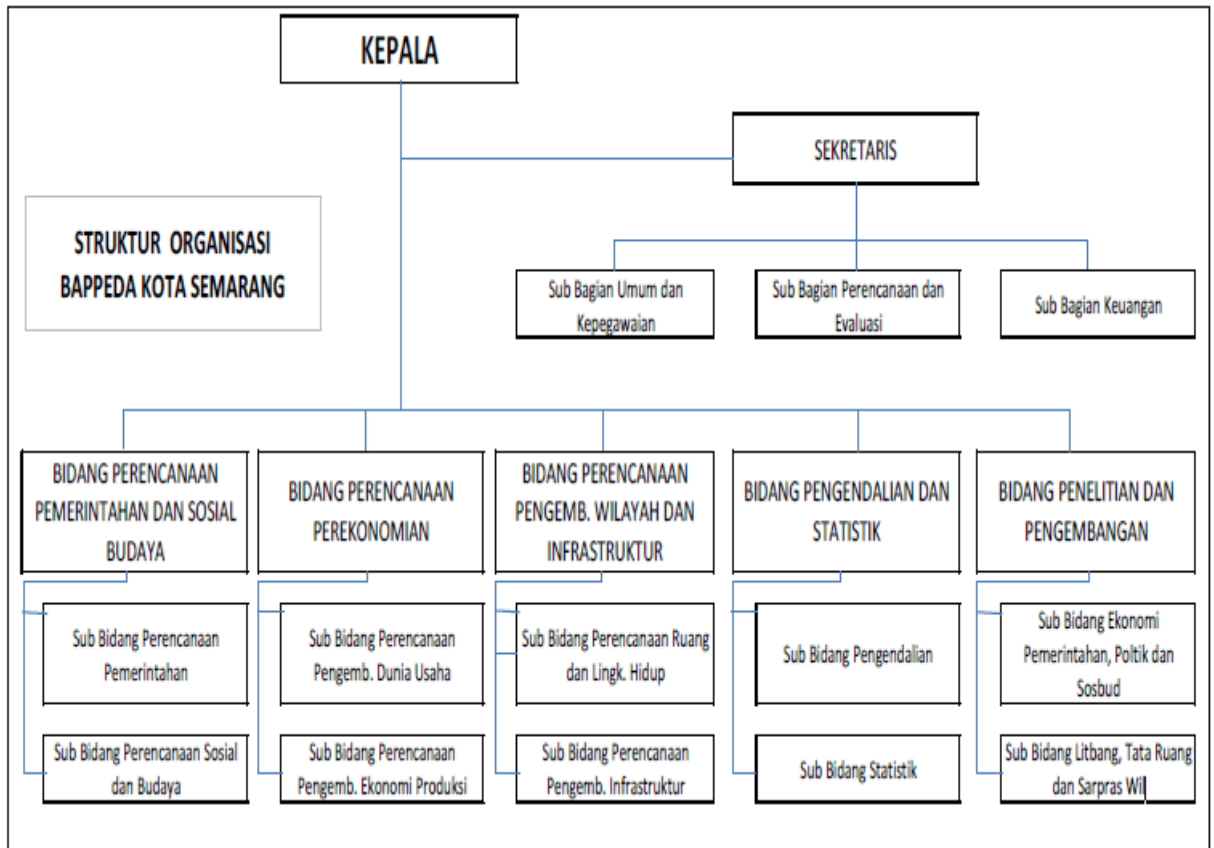 KEPALA
SEKRETARIS
STRUKTUR ORGANISASI
BAPPEDA KOTA SEMARANG
Sub Bagian Umum dan
Kepegawaian
Sub Bagian Perencanaan dan
Evaluasi
Sub Bagian Keuangan
BIDANG PERENCANAAN
PEMERINTAHAN DAN SOSIAL
BUDAYA
BIDANG PERENCANAAN
PEREKONOMIAN
BIDANG PERENCANAAN
PENGEMB. WILAYAH DAN
INFRASTRUKTUR
BIDANG PENGENDALIAN DAN
STATISTIK
BIDANG PENELITIAN DAN
PENGEMBANGAN
Sub Bidang Perencanaan
Pemerintahan
Sub Bidang Perencanaan
Pengemb. Dunia Usaha
Sub Bidang Perencanaan Ruang
dan Lingk. Hidup
Sub Bidang Pengendalian
Sub Bidang Ekonomi
Pemerintahan, Poltik dan
Sosbud
Sub Bidang Perencanaan Sosial
dan Budaya
Sub Bidang Perencanaan
Pengemb. Ekonomi Produksi
Sub Bidang Perencanaan
Pengemb. Infrastruktur
Sub Bidang Statistik
Sub Bidang Litbang, Tata Ruang
dan Sarpras Wil